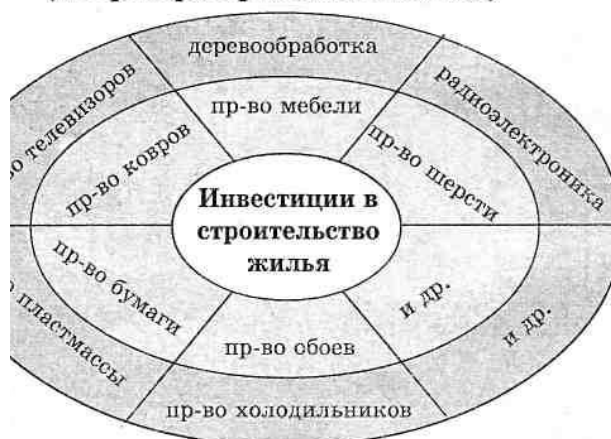 деревообработка
во телевизоров
радиоэлектроника
пр-во мебели
пр-во ковров
пр-во шерсти
Инвестиции в
строительство
жилья
пр-во бумаги
и др.
пр-во обоев
пластмассы
и др.
пр-во холодильников